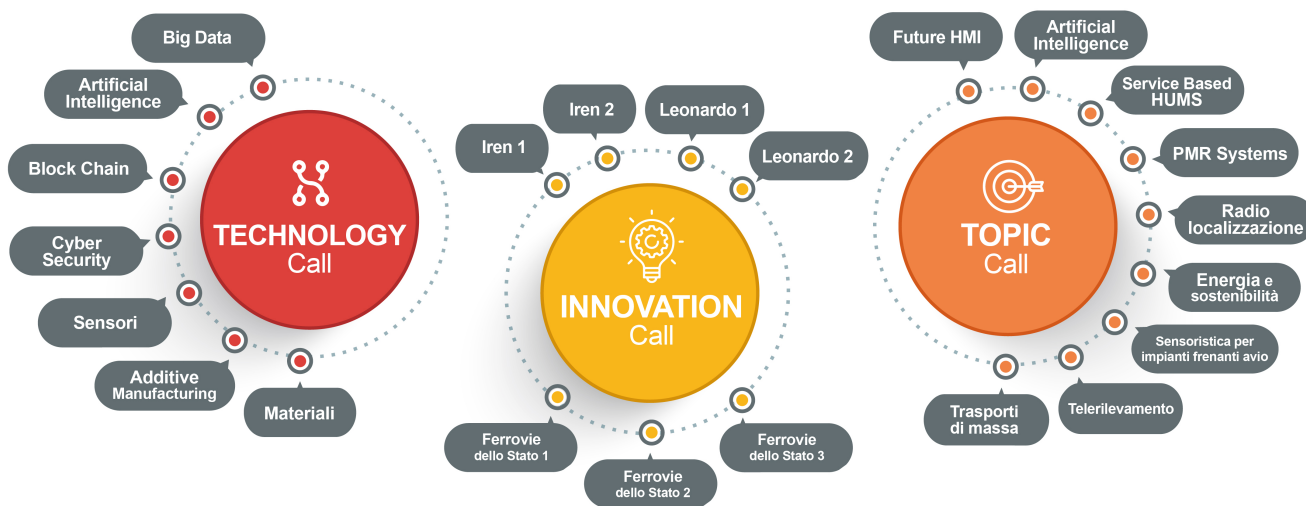 Big Data
Artificial
Intelligence
Block Chain
Cyber
Security
Sensori
Additive
Manufacturing
Materiali
TECHNOLOGY
Call
Iren 1
Iren 2
Leonardo 1
Leonardo 2
INNOVATION
Call
Ferrovie
dello Stato 1
Ferrovie
dello Stato 2
Ferrovie
dello Stato 3
Future HMI
Artificial
Intelligence
Service Based
HUMS
PMR Systems
Radio
localizzazione
Energia e
sostenibilità
Sensoristica per
impianti frenanti avio
Telerilevamento
Trasporti
di massa
TOPIC
Call